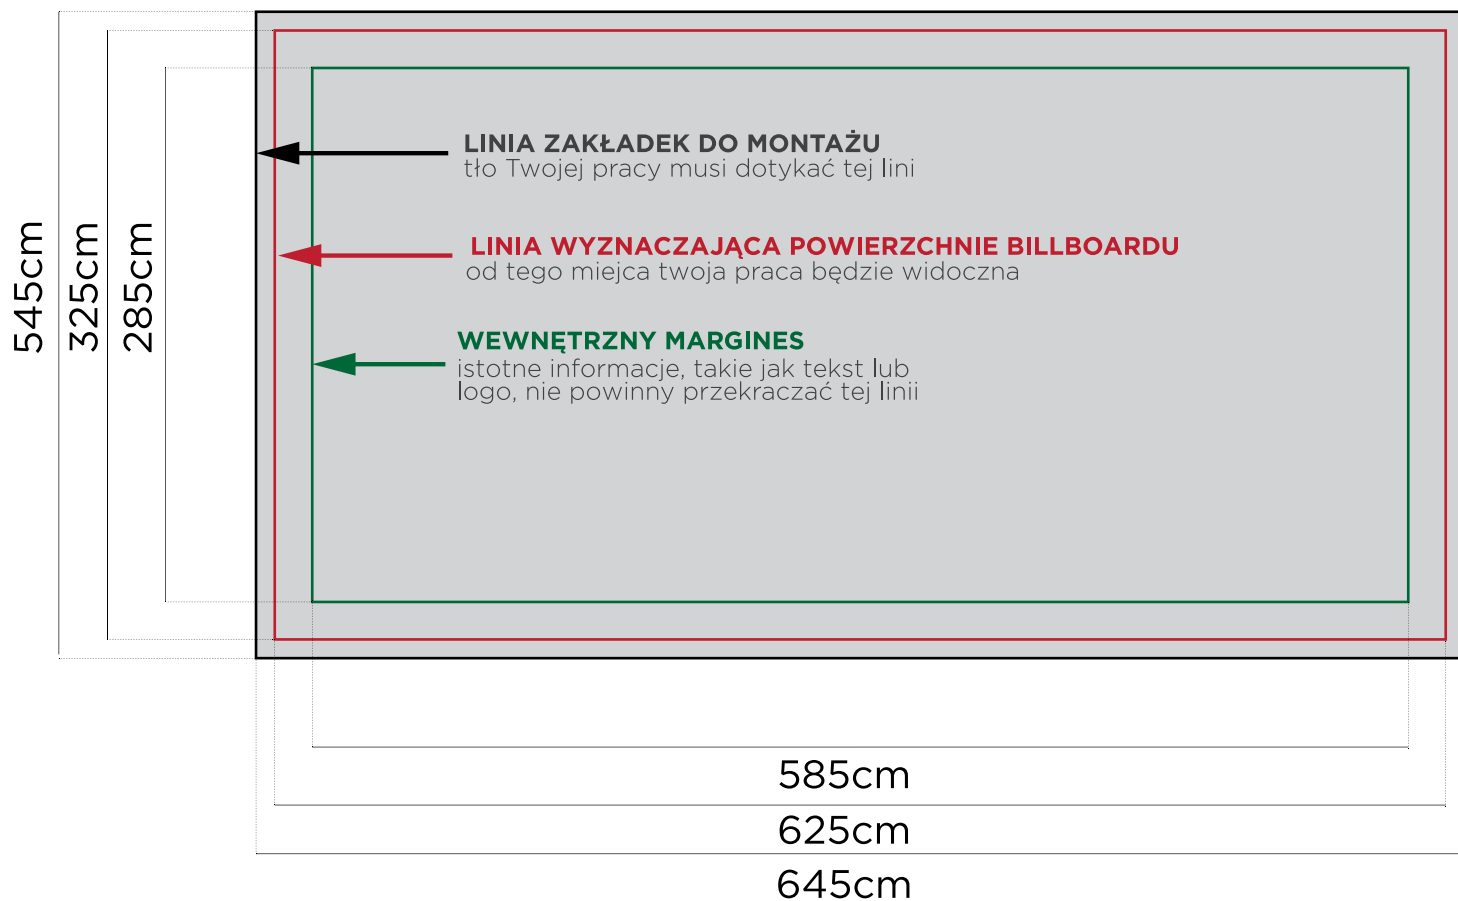 LINIA ZAKŁADEK DO MONTAŻU
tło Twojej pracy musi dotykać tej lini
LINIA WYZNACZAJĄCA POWIERZCHNIE BILLBOARDU
od tego miejca twoja praca będzie widoczna
WEWNĘTRZNY MARGINES
istotne informacje, takie jak tekst lub
logo, nie powinny przekraczać tej linii
545cm
325cm
285cm
585cm
625cm
645cm